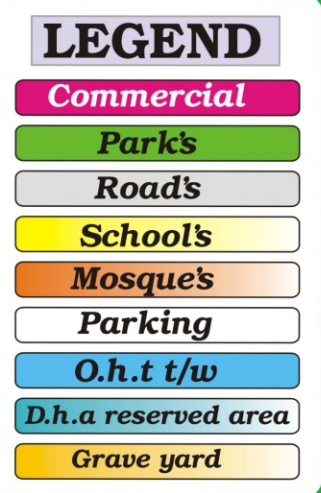 LEGEND
Commercial
Park's
Road's
School's
Mosque's
Parking
O.h.t t/w
D.h.a reserved area
Grave yard